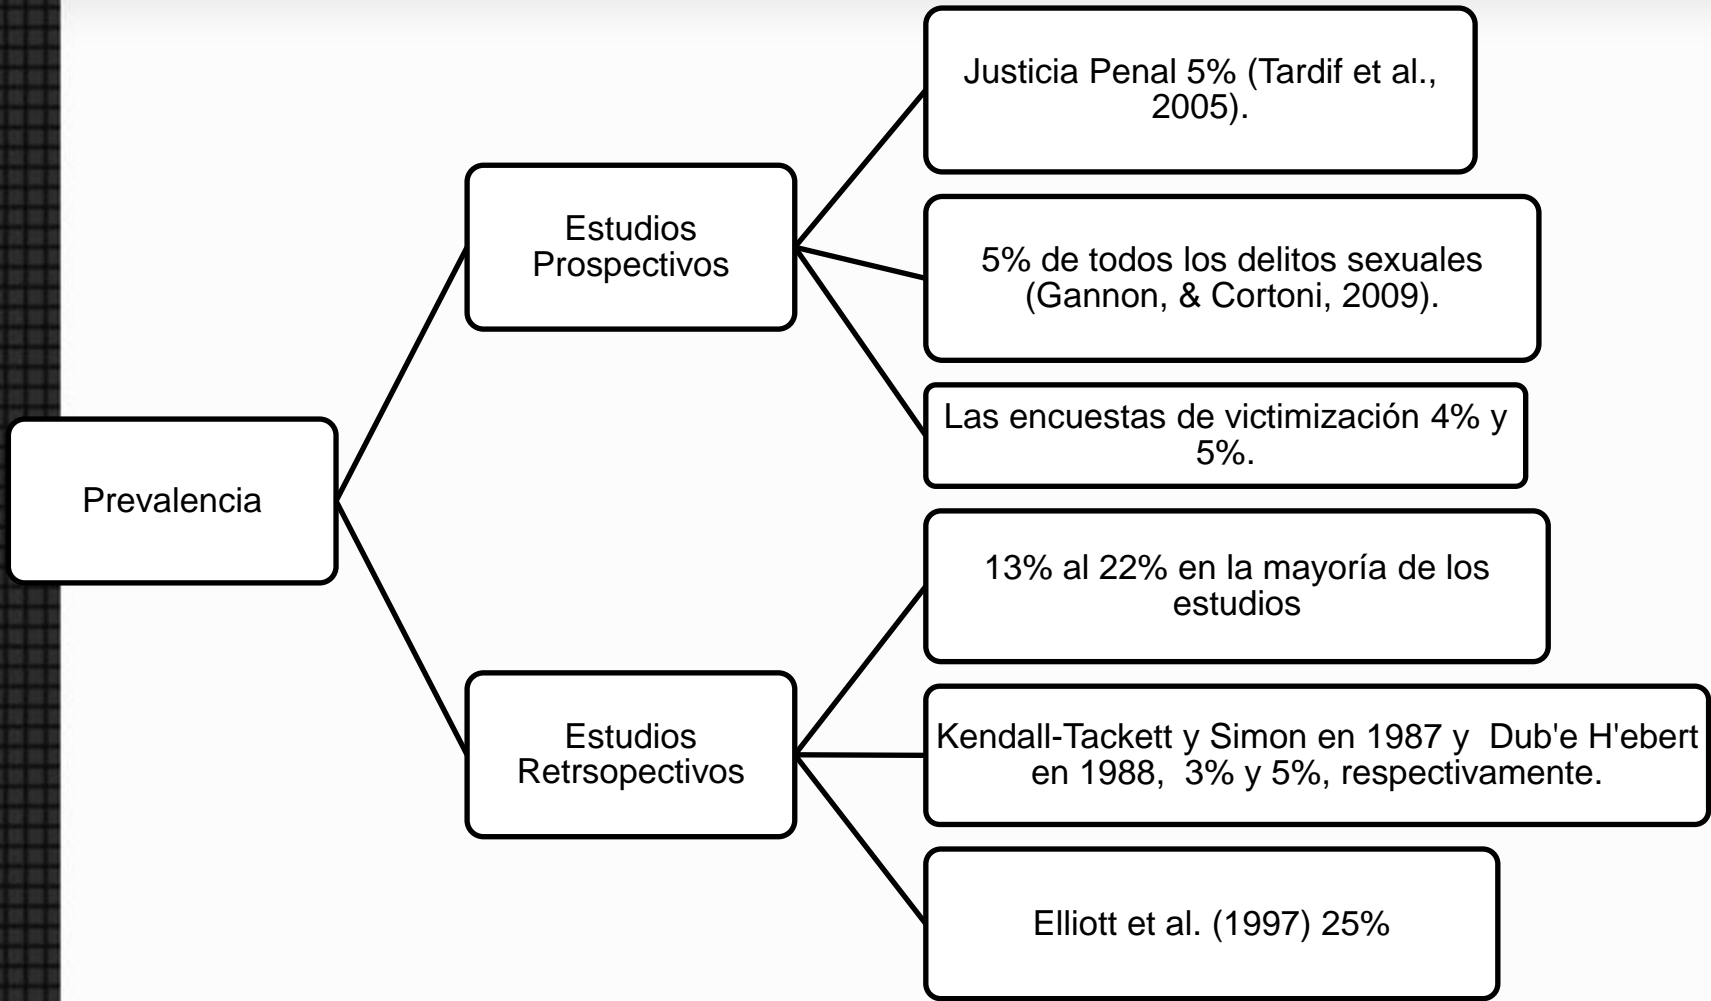 Prevalencia
Estudios
Prospectivos
Justicia Penal 5% (Tardif et al.,
2005).
5% de todos los delitos sexuales
(Gannon, & Cortoni, 2009).
Las encuestas de victimización 4% y
5%.
Estudios
Retrsopectivos
13% al 22% en la mayoría de los
estudios
Kendall-Tackett y Simon en 1987 y  Dub'e H'ebert
en 1988,  3% y 5%, respectivamente.
Elliott et al. (1997) 25%